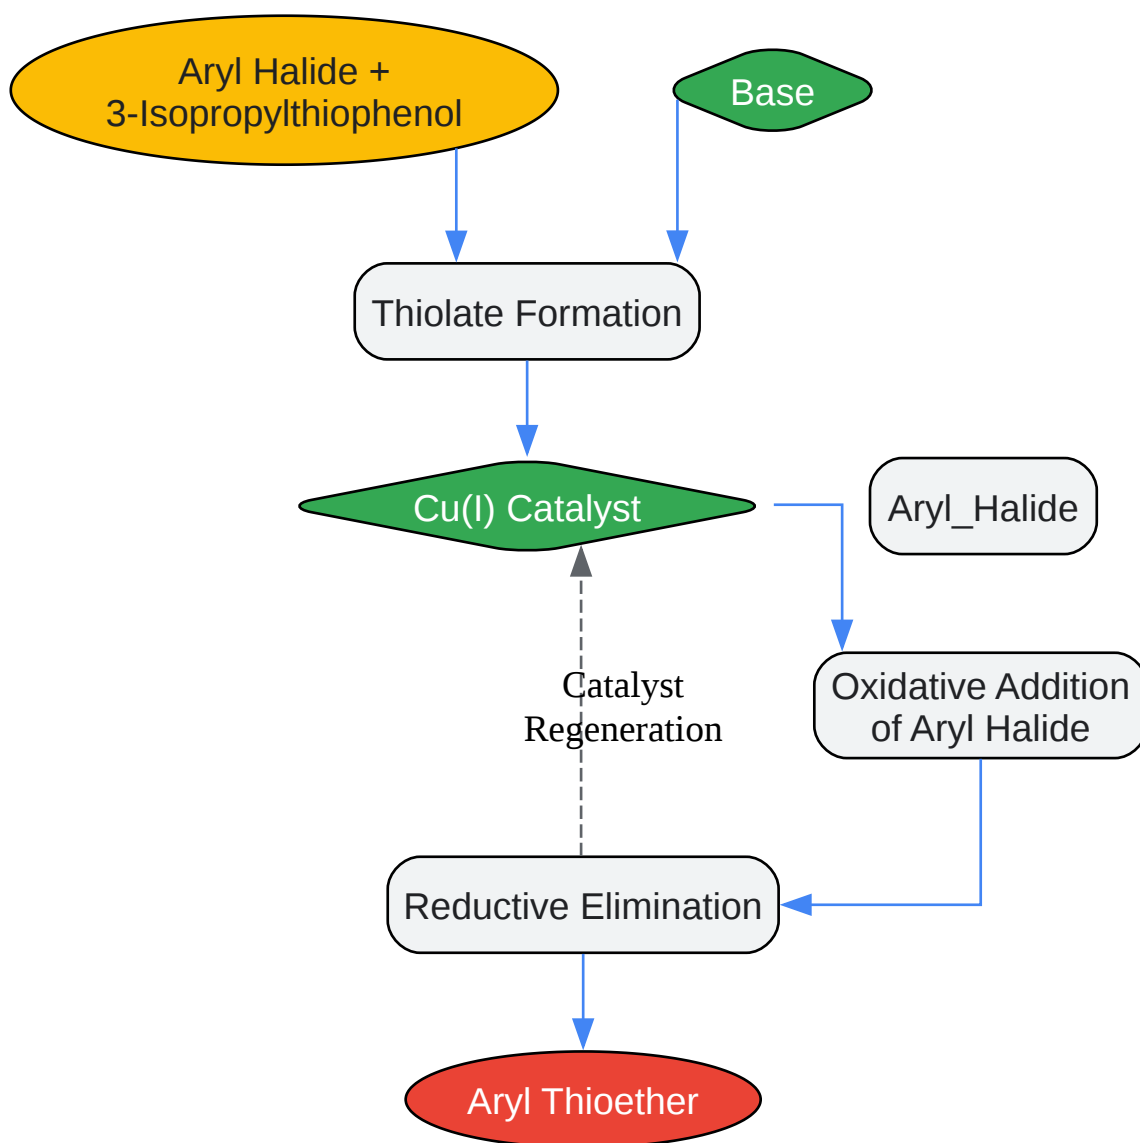 Aryl Halide +
3-Isopropylthiophenol
Base
Thiolate Formation
Cu(I) Catalyst
Aryl_Halide
Catalyst
Regeneration
Oxidative Addition
of Aryl Halide
Reductive Elimination
Aryl Thioether